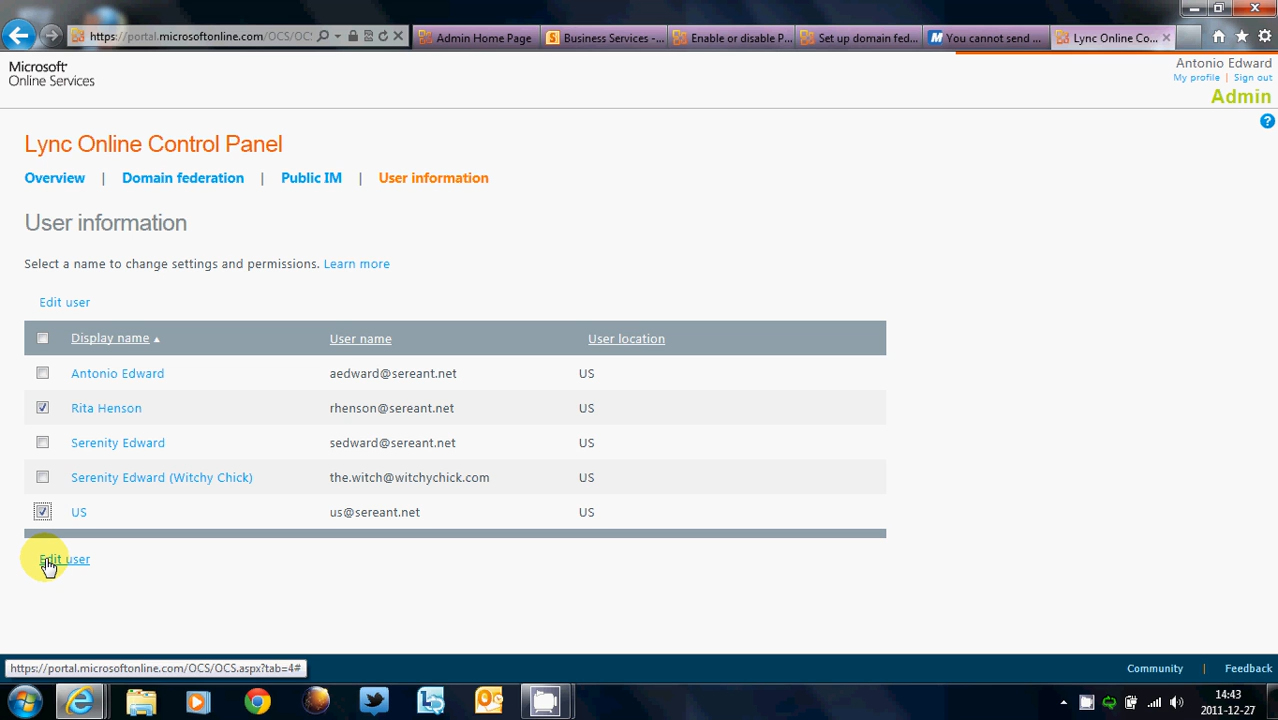 https://portal.microsoftonline.com/OCS/OCS
Admin Home Page
Business Services -...
Enable or disable P...
Set up domain fed...
You cannot send ...
Lync Online Co...
Microsoft
Online Services
Antonio Edward
My profile | Sign out
Admin
Lync Online Control Panel
Overview | Domain federation | Public IM | User information
User information
Select a name to change settings and permissions. Learn more
Edit user
Display name User name User location
Antonio Edward aedward@sereant.net US
Rita Henson rhenson@sereant.net US
Serenity Edward sedward@sereant.net US
Serenity Edward (Witchy Chick) the.witch@witchychick.com US
US us@sereant.net US
Edit user
https://portal.microsoftonline.com/OCS/OCS.aspx?tab=4#
Community | Feedback
14:43
2011-12-27